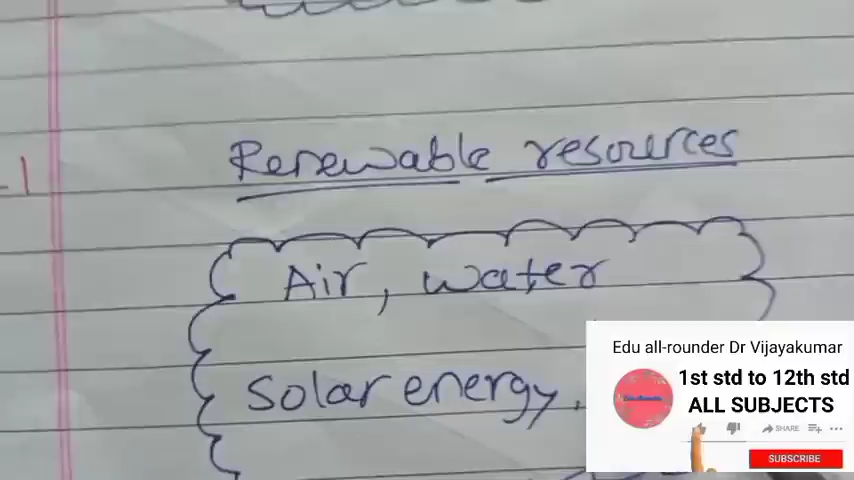 -1
Renewable resources
Air, water
Solar energy.
Edu all-rounder Dr Vijayakumar
1st std to 12th std
ALL SUBJECTS
SHARE
SUBSCRIBE